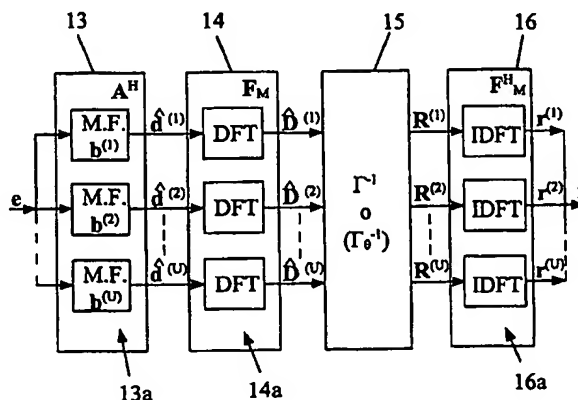 13 14 15 16
A^H F_M F^H_M
M.F. b^(1) d̂^(1) DFT D̂^(1) R^(1) IDFT r^(1)
e M.F. b^(2) d̂^(2) DFT D̂^(2) Γ^-1 o (Γ_θ^-1) R^(2) IDFT r^(2)
M.F. b^(U) d̂^(U) DFT D̂^(U) R^(U) IDFT r^(U)
13a 14a 16a